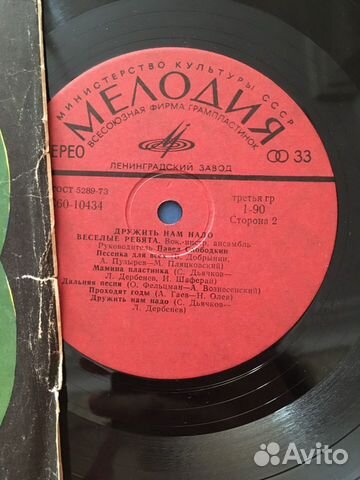 МИНИСТЕРСТВО КУЛЬТУРЫ СССР
МЕЛОДИЯ
ВСЕСОЮЗНАЯ ФИРМА ГРАМПЛАСТИНОК
ЕРЕО
33
ЛЕНИНГРАДСКИЙ ЗАВОД
ОСТ 5289-73
60-10434
третья гр
1-90
Сторона 2
ДРУЖИТЬ НАМ НАДО
ВЕСЕЛЫЕ РЕБЯТА. Вок.-инстр. ансамбль
Руководитель Павел Слободкин
Песенка для всех Добрынин,
А. Пузырев—М. Пляцковский)
Мамина пластинка (С. Дьячков—
Л. Дербенев, И. Шаферан)
Дальняя песня (О. Фельцман—А. Вознесенский)
Проходят годы (А. Гаев—Н. Олев)
Дружить нам надо (С. Дьячков—
Л. Дербенев)
Avito